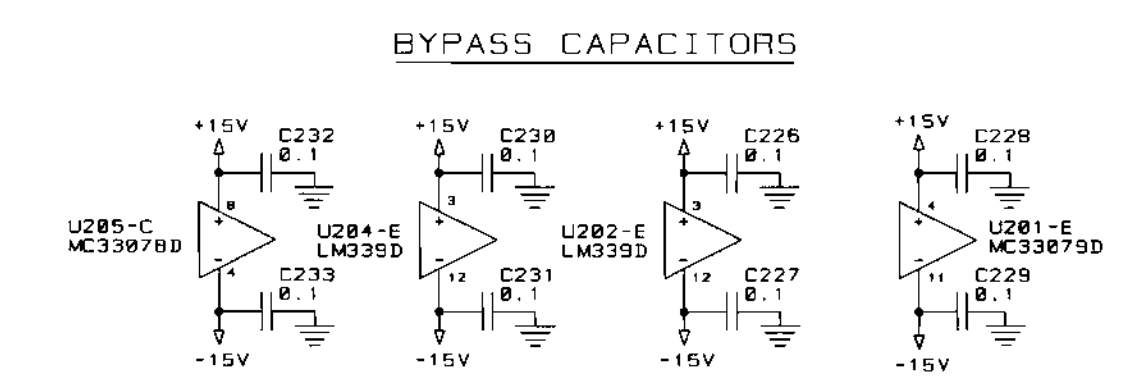 BYPASS CAPACITORS
+15V
C232
0.1
8
U205-C
MC33078D
+
-
4
C233
0.1
-15V
+15V
C230
0.1
3
U204-E
LM339D
+
-
12
C231
0.1
-15V
+15V
C226
0.1
3
U202-E
LM339D
+
-
12
C227
0.1
-15V
+15V
C228
0.1
4
U201-E
MC33079D
+
-
11
C229
0.1
-15V